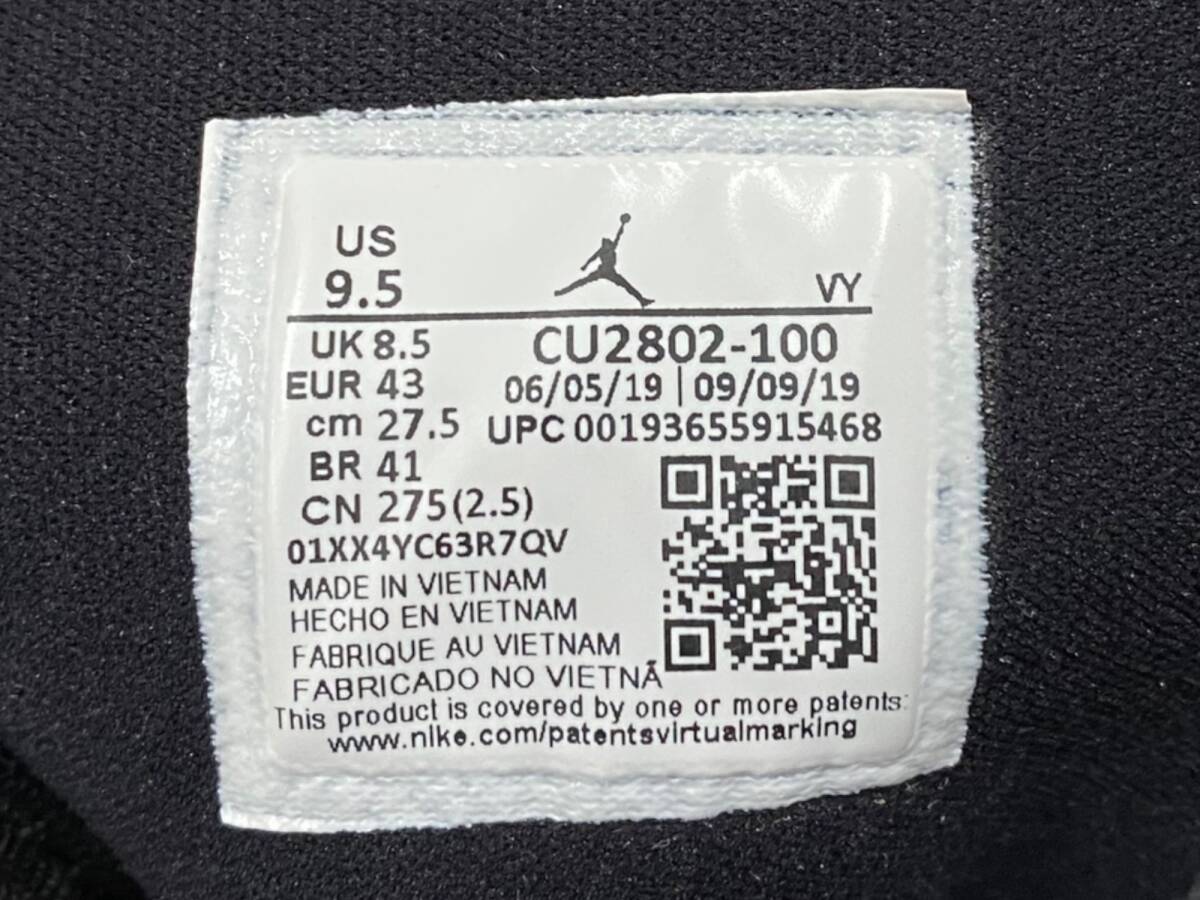 US
9.5 VY
UK 8.5 CU2802-100
EUR 43 06/05/19 | 09/09/19
cm 27.5 UPC 00193655915468
BR 41
CN 275(2.5)
01XX4YC63R7QV
MADE IN VIETNAM
HECHO EN VIETNAM
FABRIQUE AU VIETNAM
FABRICADO NO VIETNÃ
This product is covered by one or more patents:
www.nike.com/patentsvirtualmarking